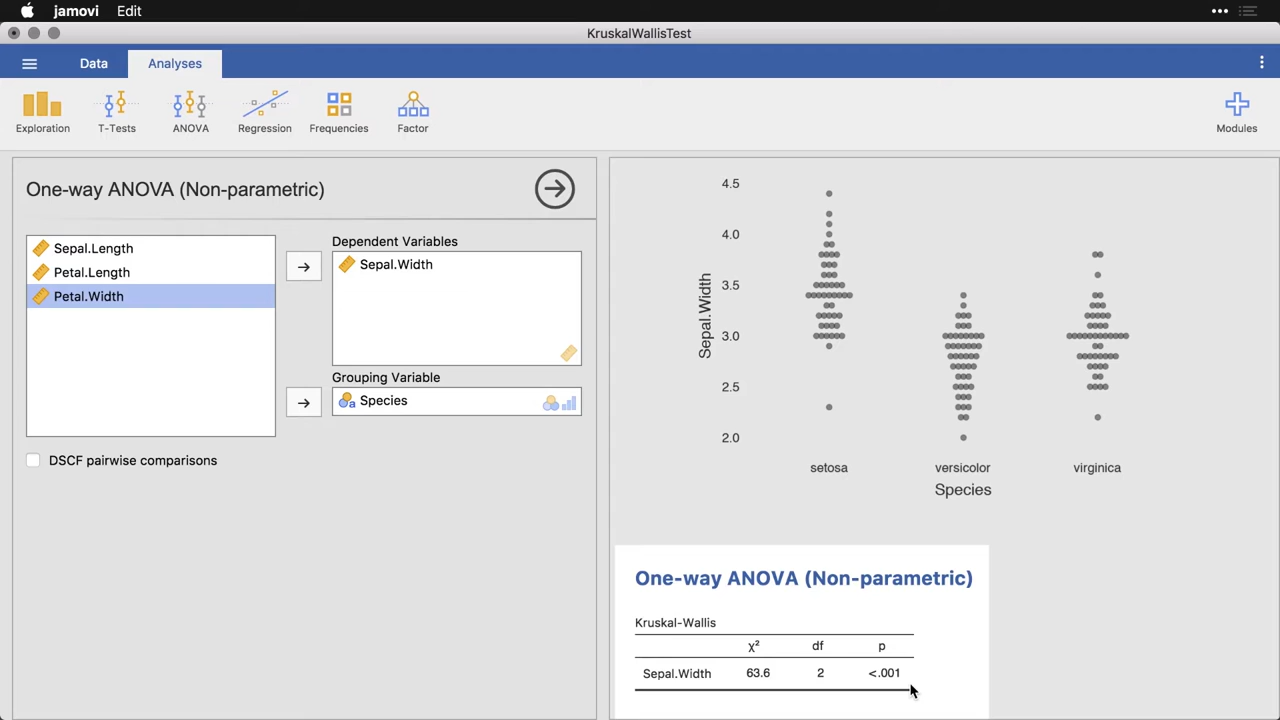 jamovi Edit
KruskalWallisTest
Data Analyses
Exploration T-Tests ANOVA Regression Frequencies Factor Modules
One-way ANOVA (Non-parametric)
Sepal.Length
Petal.Length
Petal.Width
Dependent Variables
Sepal.Width
Grouping Variable
a Species
DSCF pairwise comparisons
4.5
4.0
3.5
3.0
2.5
2.0
Sepal.Width
setosa versicolor virginica
Species
One-way ANOVA (Non-parametric)
Kruskal-Wallis
χ² df p
Sepal.Width 63.6 2 <.001